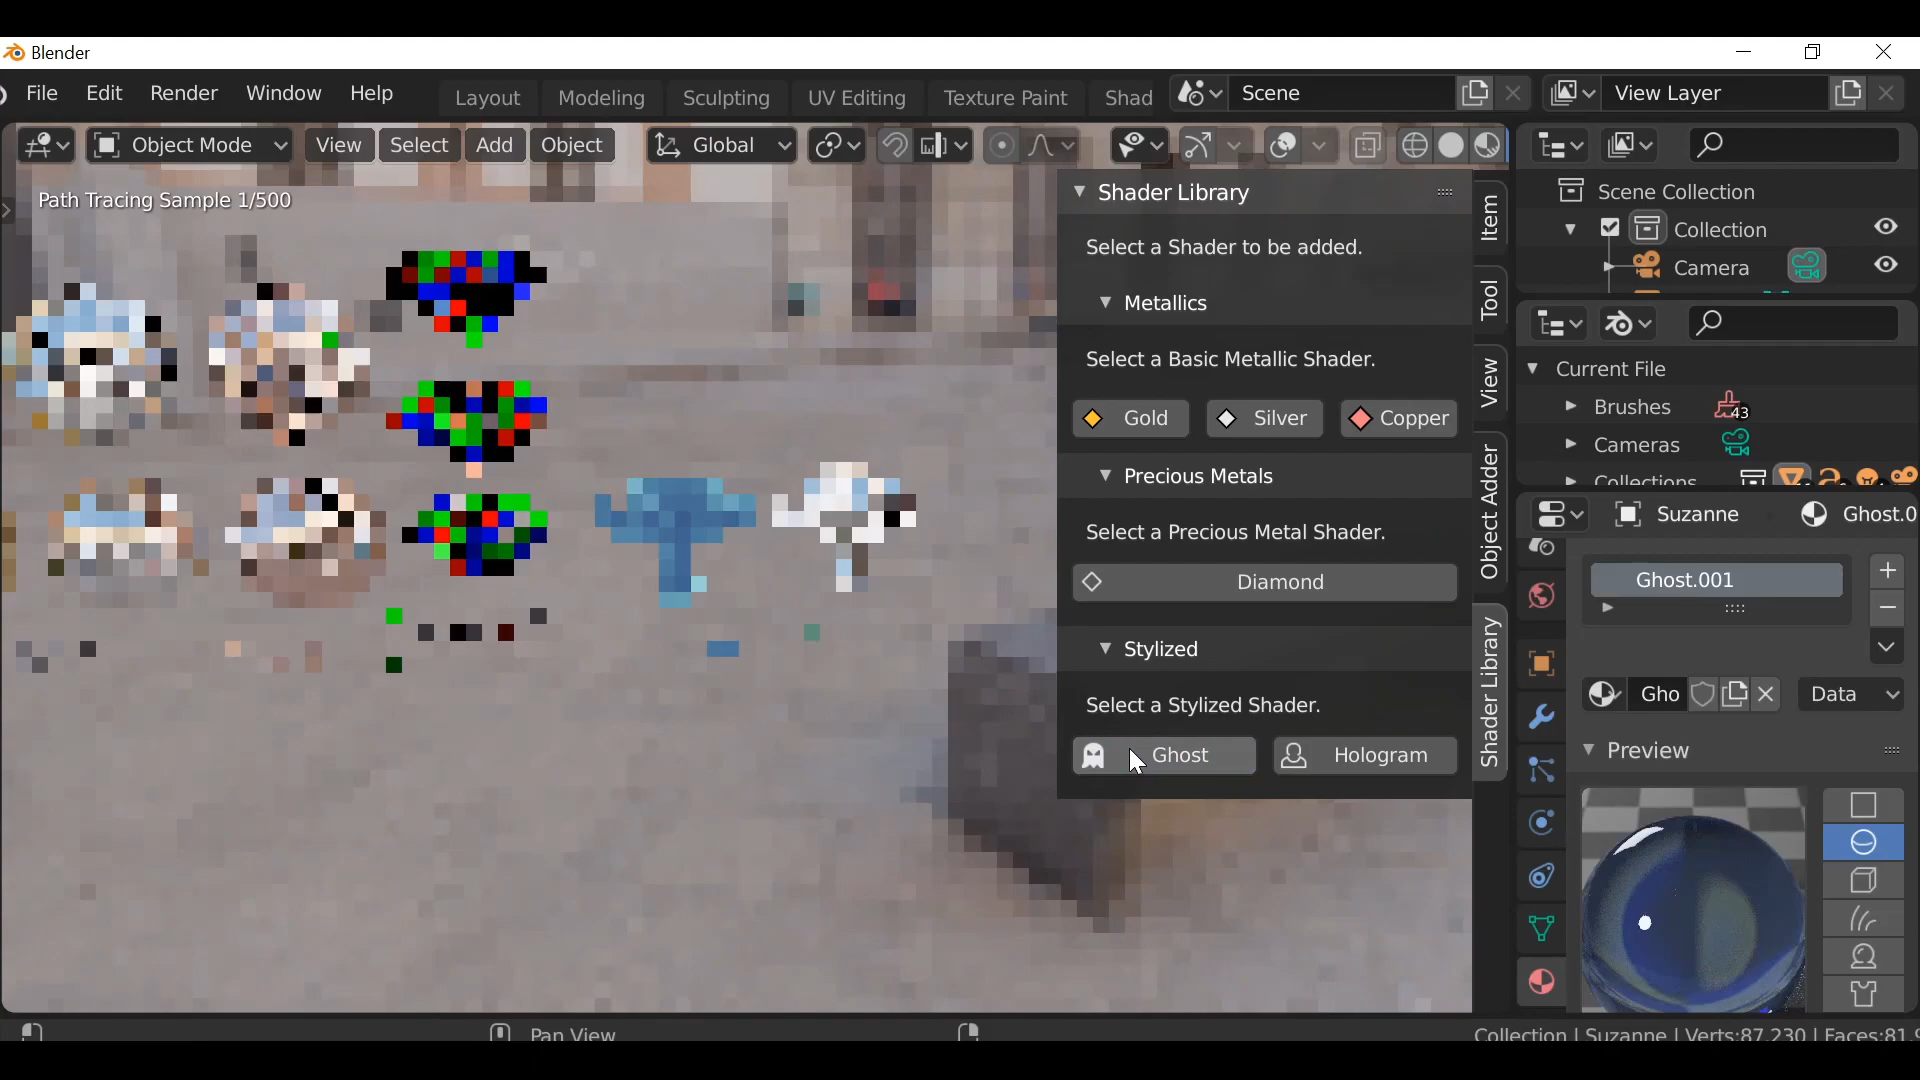 Blender
File Edit Render Window Help Layout Modeling Sculpting UV Editing Texture Paint Shad Scene View Layer
Object Mode View Select Add Object Global
Path Tracing Sample 1/500
Shader Library
Select a Shader to be added.
Metallics
Select a Basic Metallic Shader.
Gold Silver Copper
Precious Metals
Select a Precious Metal Shader.
Diamond
Stylized
Select a Stylized Shader.
Ghost Hologram
Item
Tool
View
Object Adder
Shader Library
Scene Collection
Collection
Camera
Current File
Brushes 43
Cameras
Collections
Suzanne Ghost.0
Ghost.001
Gho Data
Preview
Pan View
Collection | Suzanne | Verts:87,230 | Faces:81,9